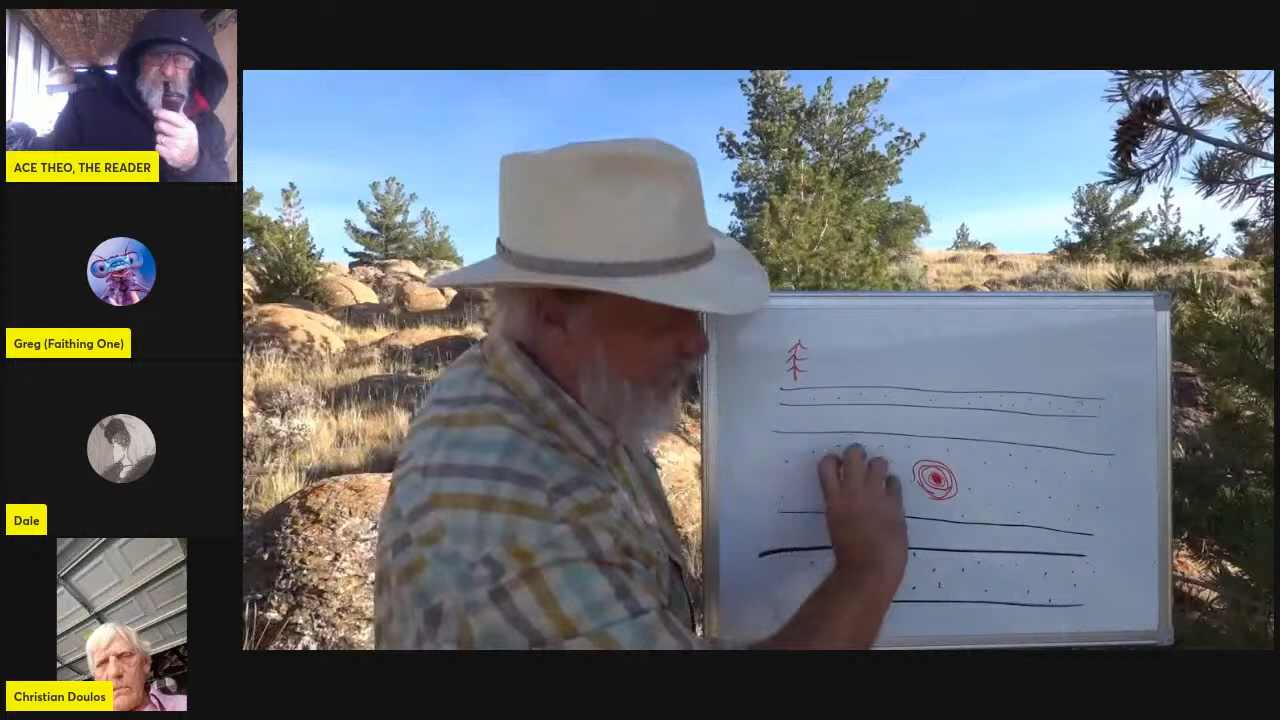 ACE THEO, THE READER
Greg (Faithing One)
Dale
Christian Doulos